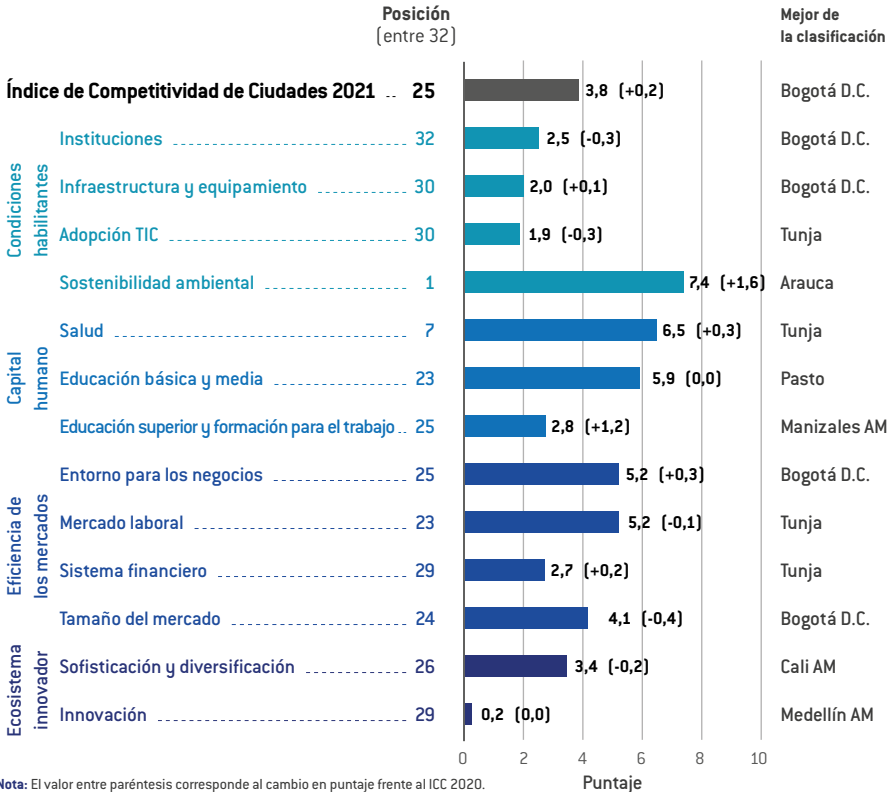 Posición
(entre 32)
Mejor de
la clasificación
Índice de Competitividad de Ciudades 2021 25 3,8 (+0,2) Bogotá D.C.
Condiciones
habilitantes
Instituciones 32 2,5 (-0,3) Bogotá D.C.
Infraestructura y equipamiento 30 2,0 (+0,1) Bogotá D.C.
Adopción TIC 30 1,9 (-0,3) Tunja
Sostenibilidad ambiental 1 7,4 (+1,6) Arauca
Capital
humano
Salud 7 6,5 (+0,3) Tunja
Educación básica y media 23 5,9 (0,0) Pasto
Educación superior y formación para el trabajo 25 2,8 (+1,2) Manizales AM
Eficiencia de
los mercados
Entorno para los negocios 25 5,2 (+0,3) Bogotá D.C.
Mercado laboral 23 5,2 (-0,1) Tunja
Sistema financiero 29 2,7 (+0,2) Tunja
Tamaño del mercado 24 4,1 (-0,4) Bogotá D.C.
Ecosistema
innovador
Sofisticación y diversificación 26 3,4 (-0,2) Cali AM
Innovación 29 0,2 (0,0) Medellín AM
0 2 4 6 8 10
Puntaje
Nota: El valor entre paréntesis corresponde al cambio en puntaje frente al ICC 2020.